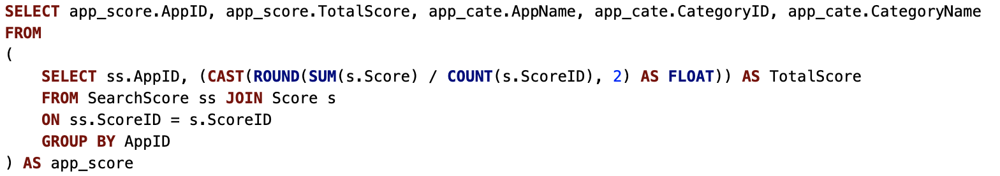 SELECT app_score.AppID, app_score.TotalScore, app_cate.AppName, app_cate.CategoryID, app_cate.CategoryName
FROM
(
    SELECT ss.AppID, (CAST(ROUND(SUM(s.Score) / COUNT(s.ScoreID), 2) AS FLOAT)) AS TotalScore
    FROM SearchScore ss JOIN Score s
    ON ss.ScoreID = s.ScoreID
    GROUP BY AppID
) AS app_score